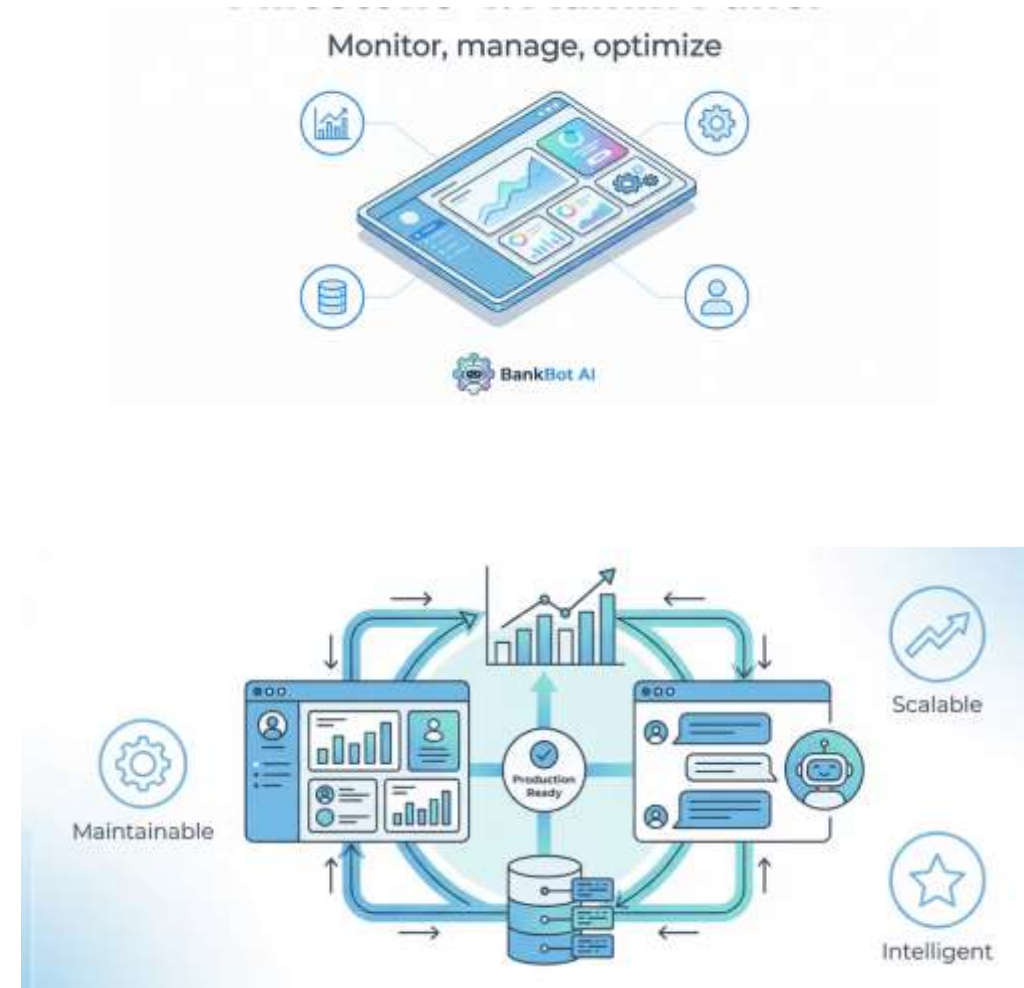 Monitor, manage, optimize
BankBot AI
Scalable
Production
Ready
Maintainable
Intelligent